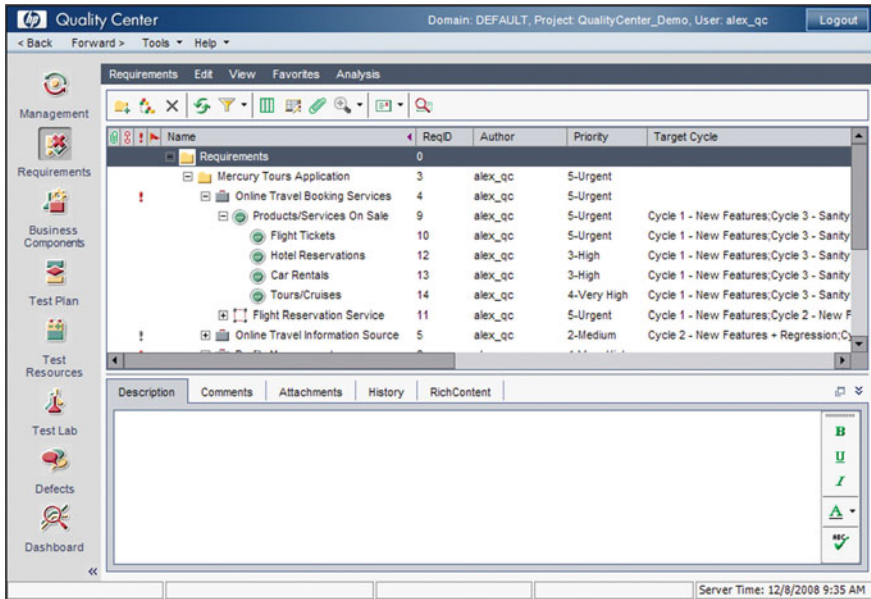 hp Quality Center Domain: DEFAULT, Project: QualityCenter_Demo, User: alex_qc Logout
< Back Forward > Tools Help
Management
Requirements
Business
Components
Test Plan
Test
Resources
Test Lab
Defects
Dashboard
Requirements Edit View Favorites Analysis
Name ReqID Author Priority Target Cycle
Requirements 0
Mercury Tours Application 3 alex_qc 5-Urgent
! Online Travel Booking Services 4 alex_qc 5-Urgent
Products/Services On Sale 9 alex_qc 5-Urgent Cycle 1 - New Features;Cycle 3 - Sanity
Flight Tickets 10 alex_qc 5-Urgent Cycle 1 - New Features;Cycle 3 - Sanity
Hotel Reservations 12 alex_qc 3-High Cycle 1 - New Features;Cycle 3 - Sanity
Car Rentals 13 alex_qc 3-High Cycle 1 - New Features;Cycle 3 - Sanity
Tours/Cruises 14 alex_qc 4-Very High Cycle 1 - New Features;Cycle 3 - Sanity
Flight Reservation Service 11 alex_qc 5-Urgent Cycle 1 - New Features;Cycle 2 - New F
! Online Travel Information Source 5 alex_qc 2-Medium Cycle 2 - New Features + Regression;Cy
Description Comments Attachments History RichContent
B
U
I
A
ABC
Server Time: 12/8/2008 9:35 AM